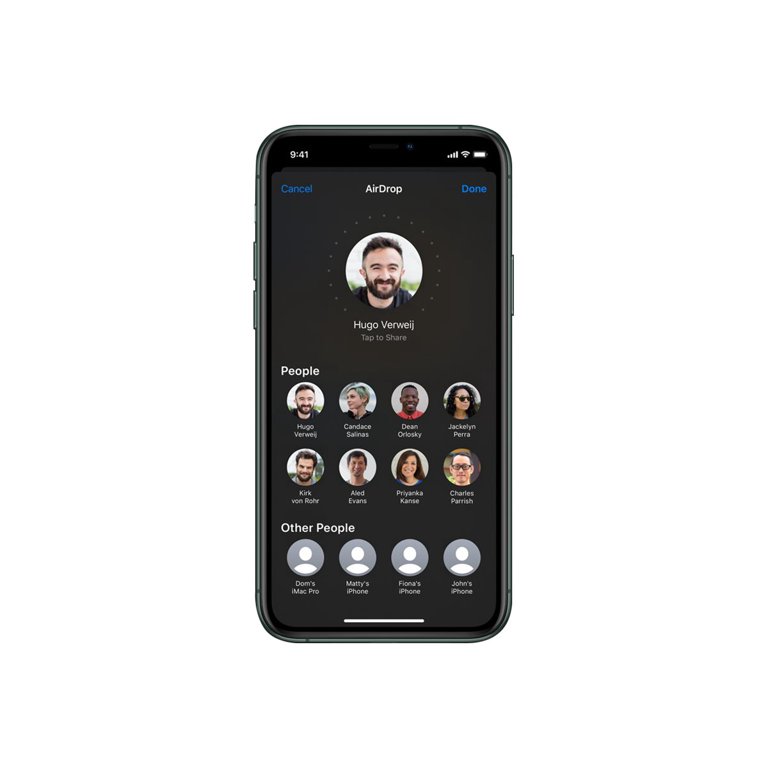 9:41
Cancel AirDrop Done
Hugo Verweij
Tap to Share
People
Hugo Candace Dean Jackelyn
Verweij Salinas Orlosky Perra
Kirk Aled Priyanka Charles
von Rohr Evans Kanse Parrish
Other People
Dom's Matty's Fiona's John's
iMac Pro iPhone iPhone iPhone